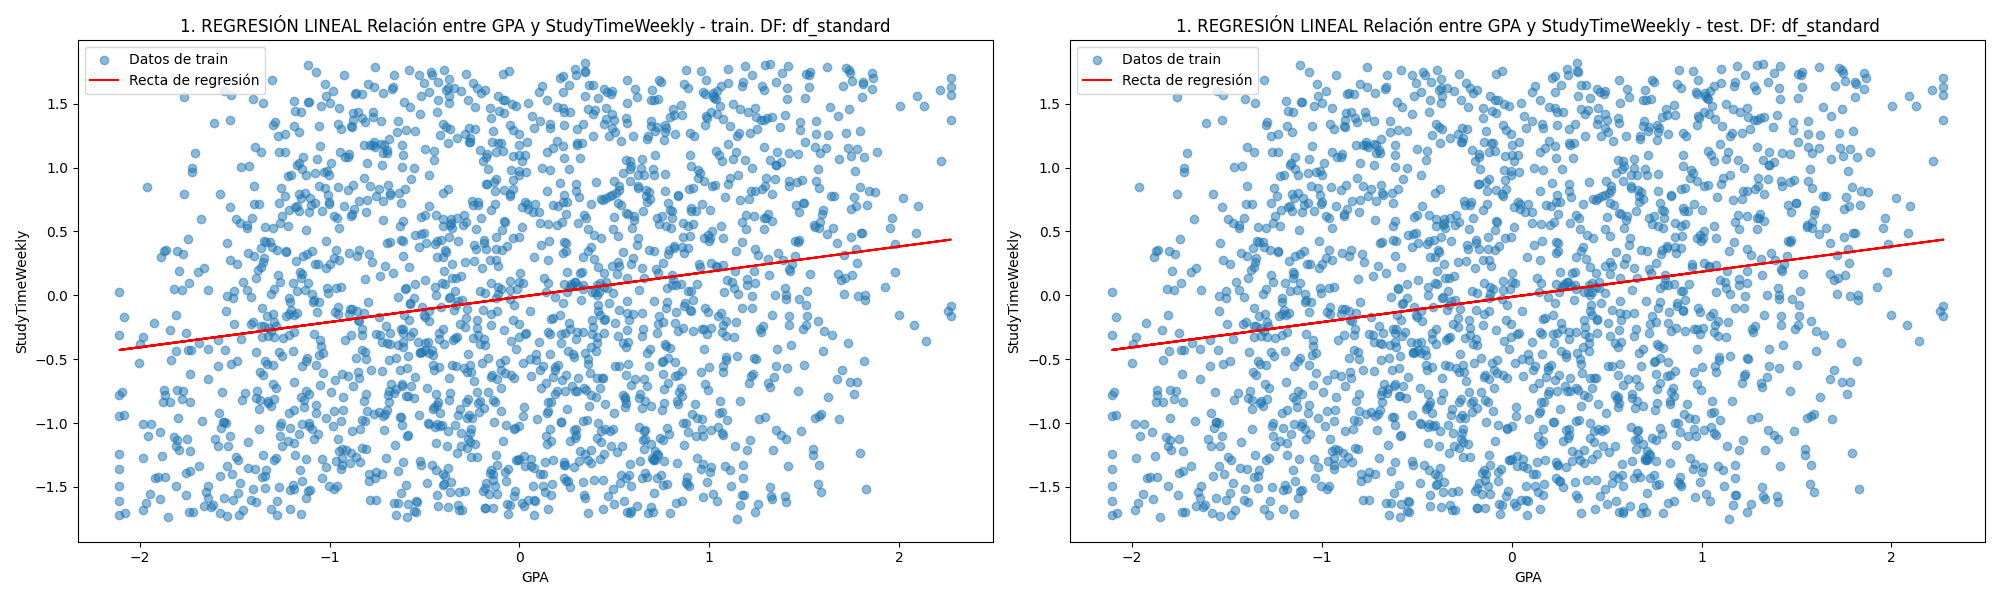 1. REGRESIÓN LINEAL Relación entre GPA y StudyTimeWeekly - train. DF: df_standard
Datos de train
Recta de regresión
1.5
1.0
0.5
0.0
−0.5
−1.0
−1.5
StudyTimeWeekly
−2
−1
0
1
2
GPA
1. REGRESIÓN LINEAL Relación entre GPA y StudyTimeWeekly - test. DF: df_standard
Datos de train
Recta de regresión
1.5
1.0
0.5
0.0
−0.5
−1.0
−1.5
StudyTimeWeekly
−2
−1
0
1
2
GPA